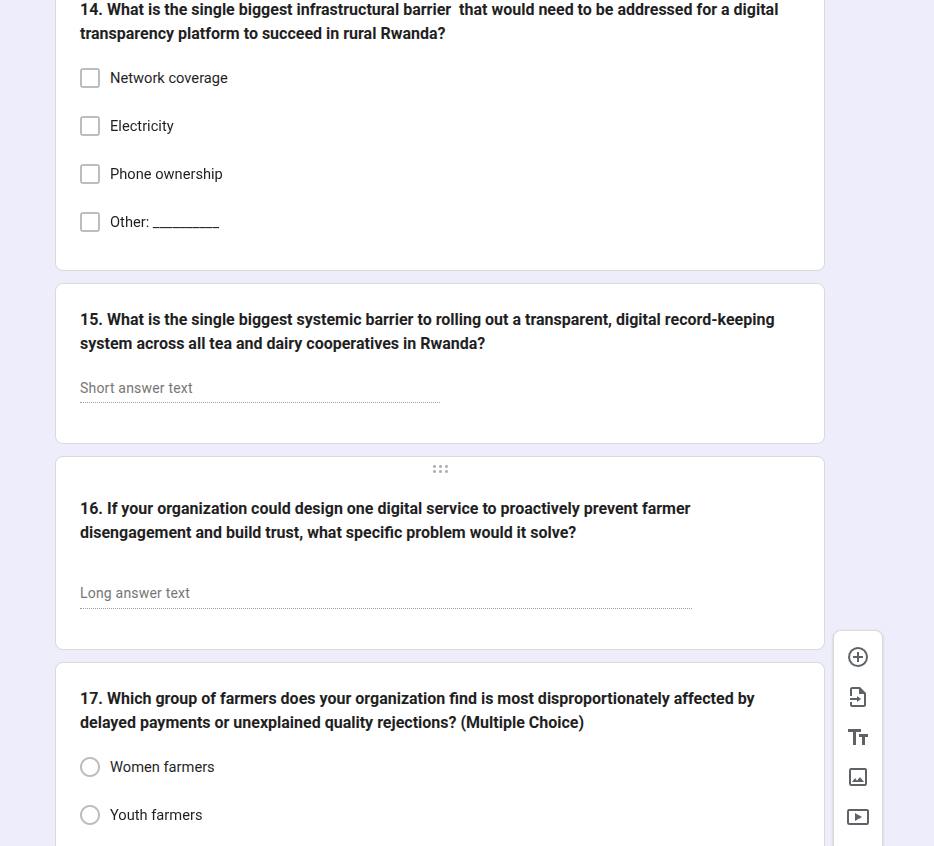 14. What is the single biggest infrastructural barrier  that would need to be addressed for a digital
transparency platform to succeed in rural Rwanda?
Network coverage
Electricity
Phone ownership
Other: __________
15. What is the single biggest systemic barrier to rolling out a transparent, digital record-keeping
system across all tea and dairy cooperatives in Rwanda?
Short answer text
16. If your organization could design one digital service to proactively prevent farmer
disengagement and build trust, what specific problem would it solve?
Long answer text
17. Which group of farmers does your organization find is most disproportionately affected by
delayed payments or unexplained quality rejections? (Multiple Choice)
Women farmers
Youth farmers